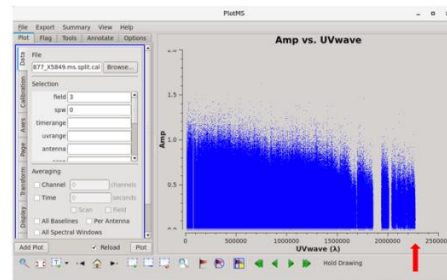 PlotMS
File Export Summary View Help
Plot Flag Tools Annotate Options
Amp vs. UVwave
Data
Calibration
Axes
Page
Transform
Display
File
877_X5849.ms.split.cal Browse...
Selection
field 3
spw 0
timerange
uvrange
antenna
Averaging
Channel 0 channels
Time 0 seconds
Scan Field
All Baselines Per Antenna
All Spectral Windows
Add Plot Reload Plot
Amp
1.5
1.0
0.5
0 500000 1000000 1500000 2000000 250000
UVwave (λ)
Hold Drawing